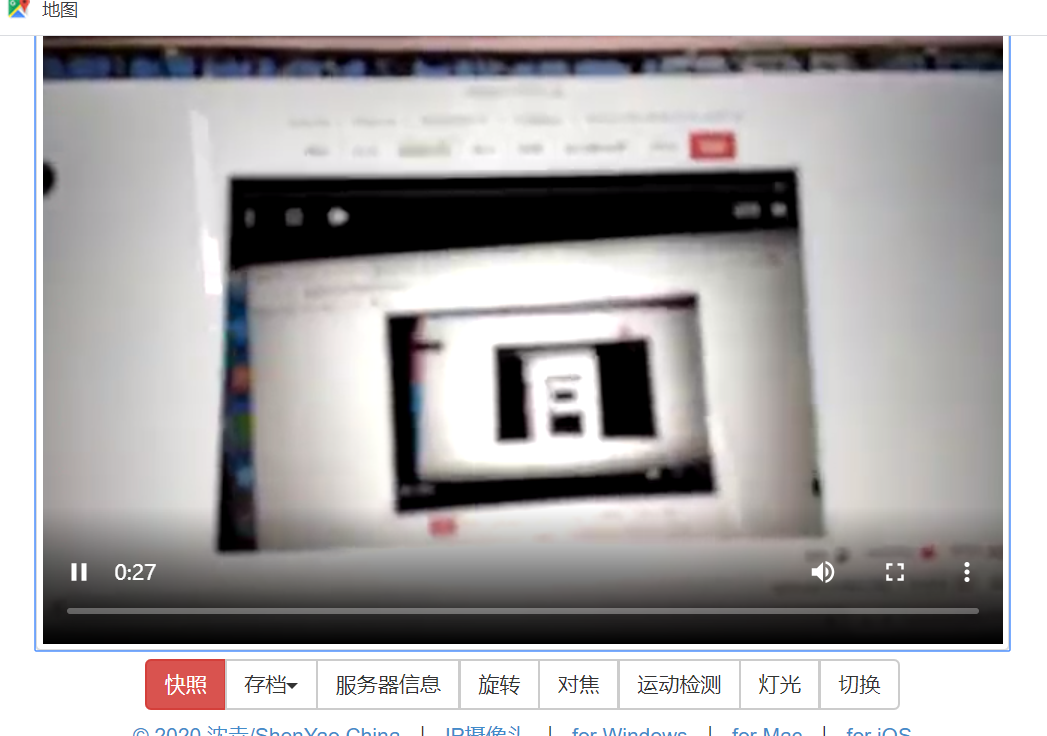 地图
0:27
快照 存档 服务器信息 旋转 对焦 运动检测 灯光 切换
© 2020 沈垚/ShenYao China | IP摄像头 | for Windows | for Mac | for iOS